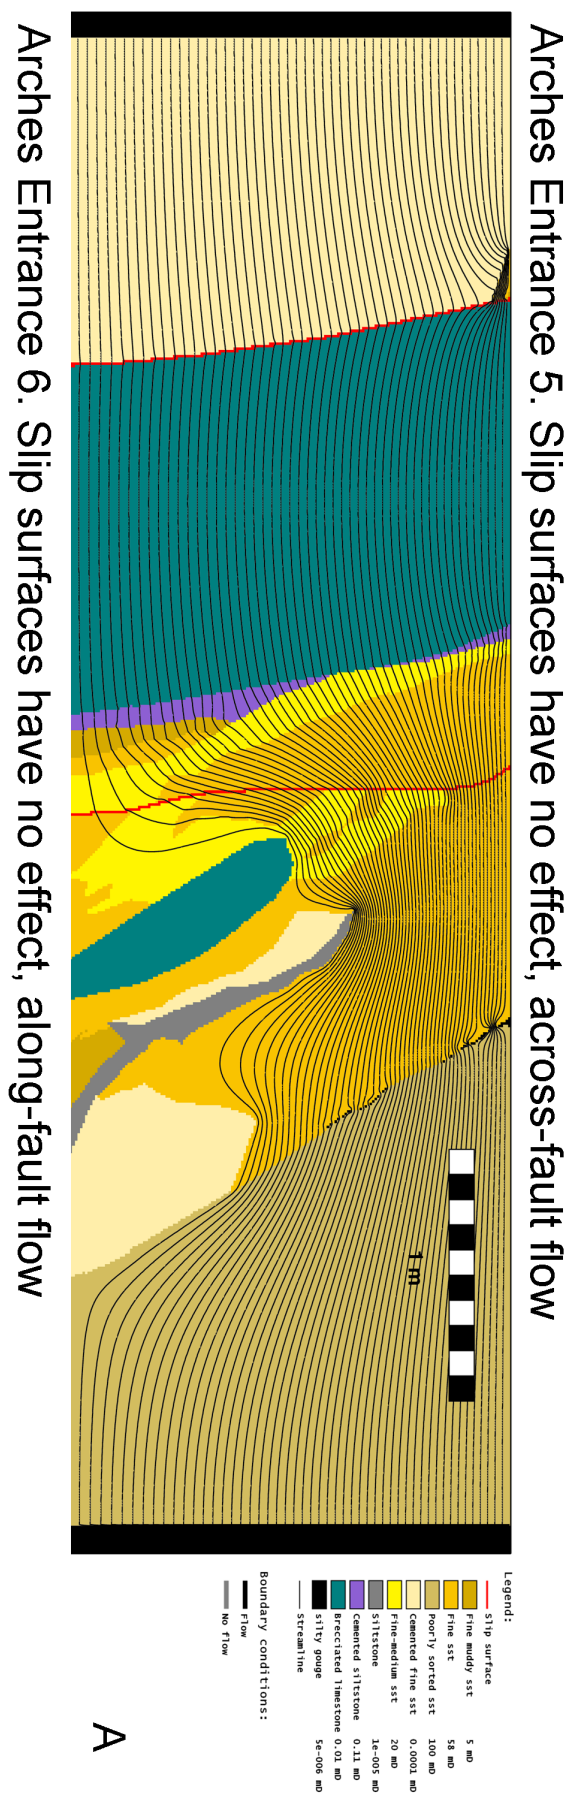 Arches Entrance 5. Slip surfaces have no effect, across-fault flow
1 m
Legend:
Slip surface
Fine muddy sst 5 mD
Fine sst 58 mD
Poorly sorted sst 100 mD
Cemented fine sst 0.0001 mD
Fine-medium sst 20 mD
Siltstone 1e-005 mD
Cemented siltstone 0.11 mD
Brecciated limestone 0.01 mD
Silty gouge 5e-006 mD
Streamline
Boundary conditions:
Flow
No flow
A
Arches Entrance 6. Slip surfaces have no effect, along-fault flow